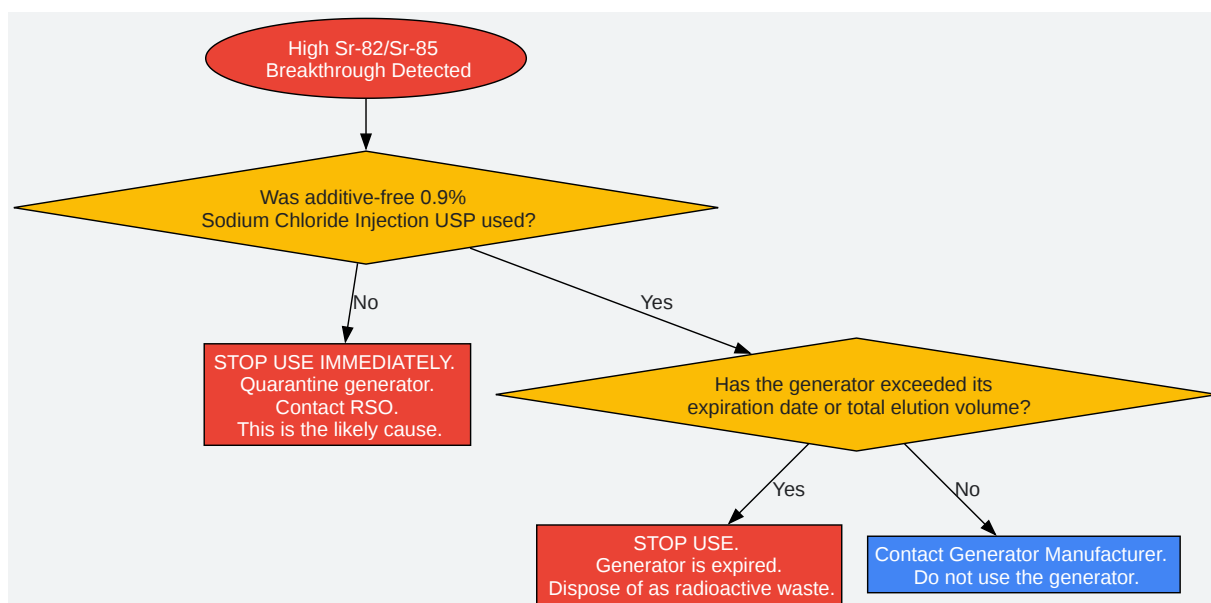 High Sr-82/Sr-85
Breakthrough Detected
Was additive-free 0.9%
Sodium Chloride Injection USP used?
No
Yes
STOP USE IMMEDIATELY.
Quarantine generator.
Contact RSO.
This is the likely cause.
Has the generator exceeded its
expiration date or total elution volume?
Yes
No
STOP USE.
Generator is expired.
Dispose of as radioactive waste.
Contact Generator Manufacturer.
Do not use the generator.